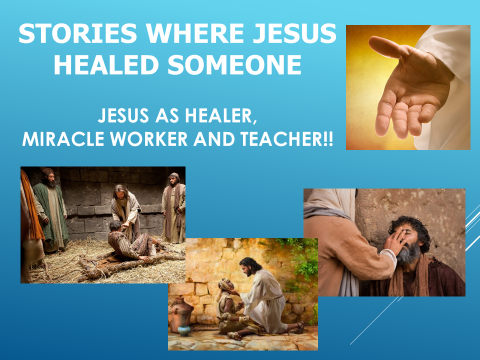 STORIES WHERE JESUS
HEALED SOMEONE
JESUS AS HEALER,
MIRACLE WORKER AND TEACHER!!